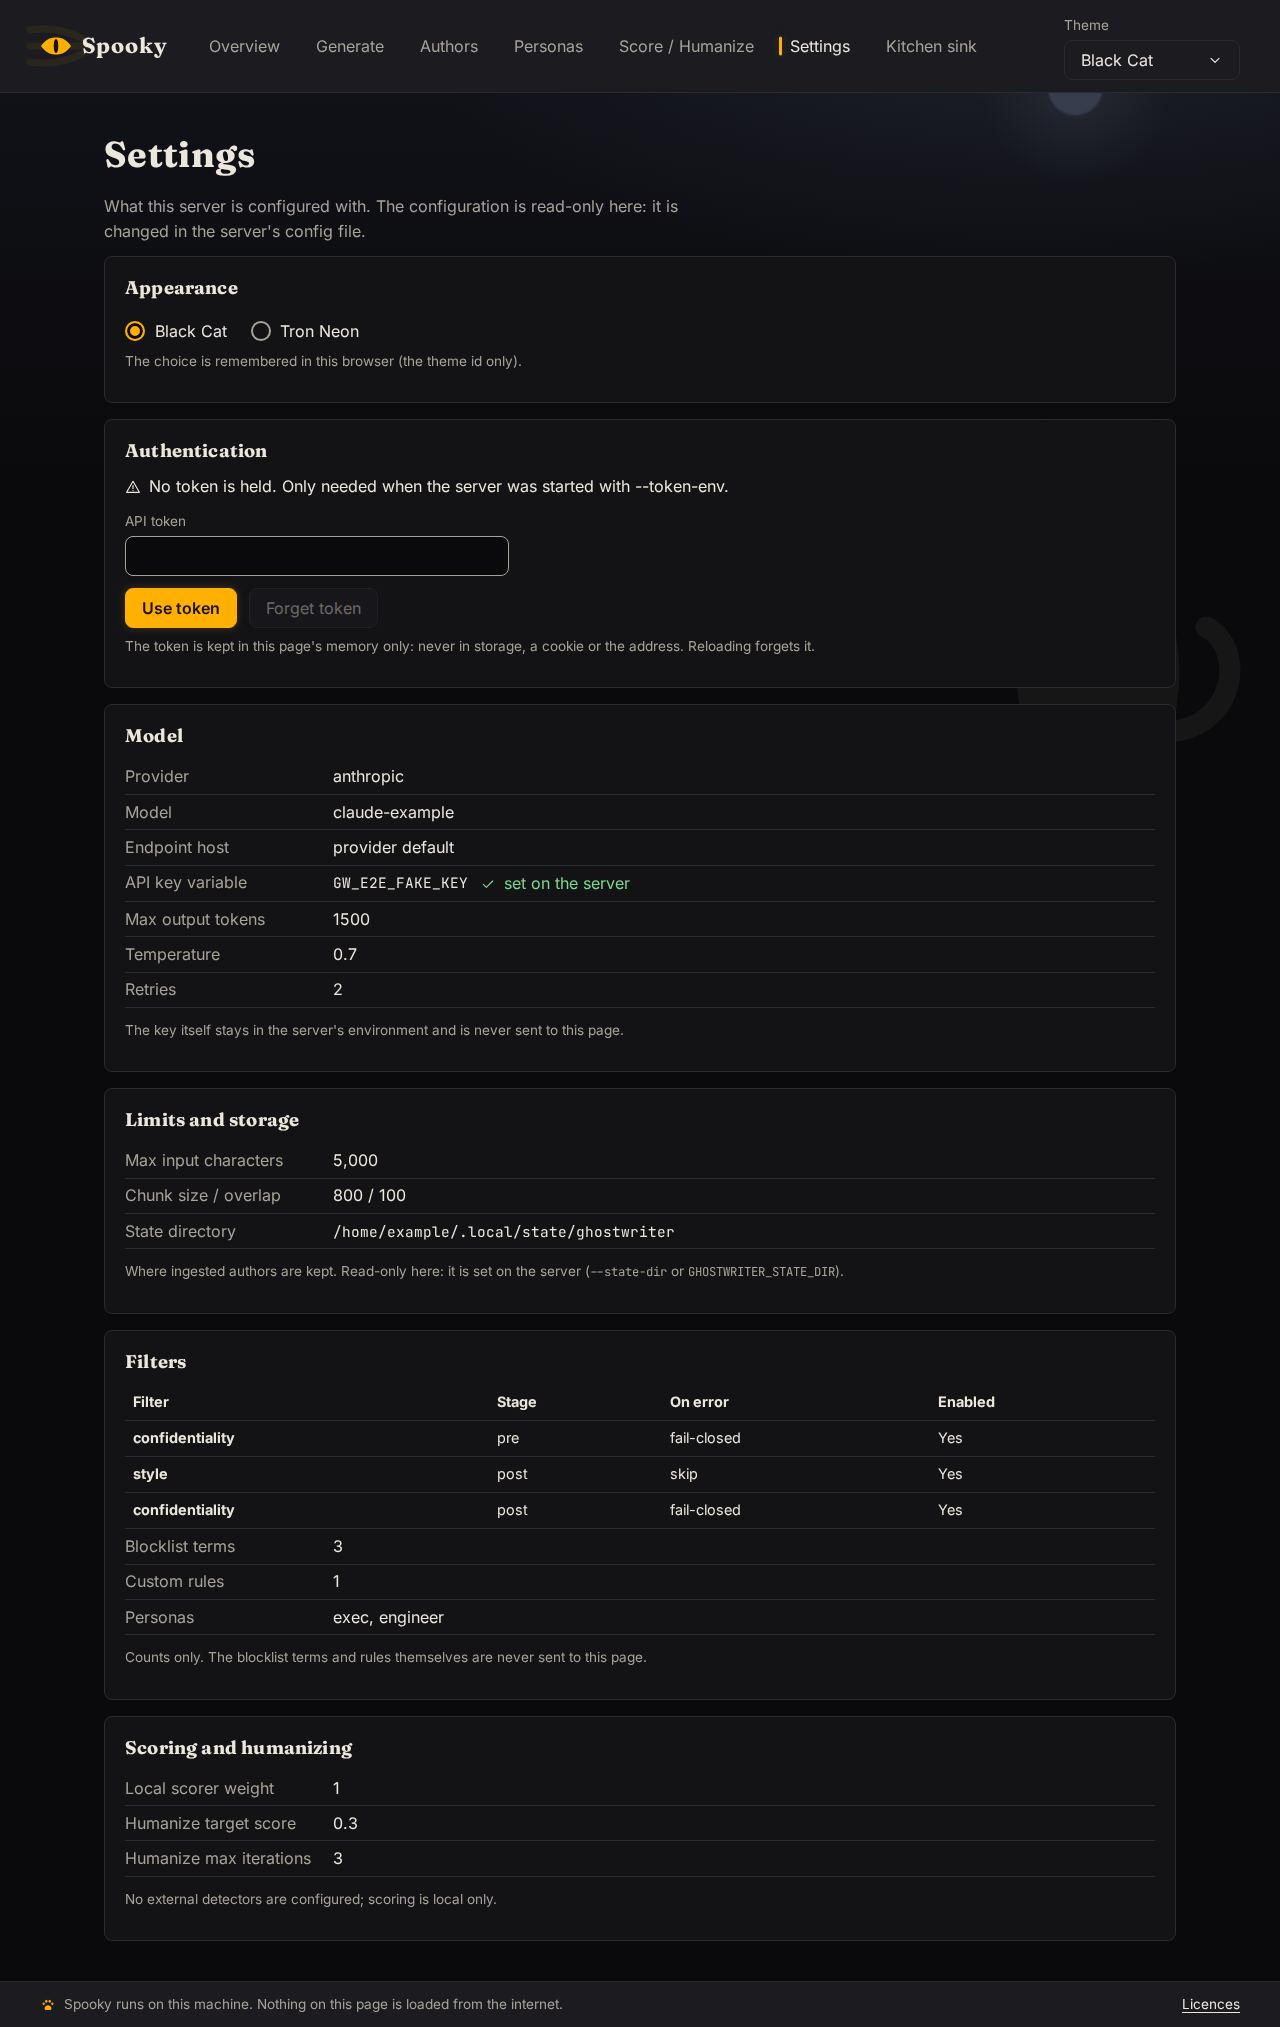 Spooky
Overview
Generate
Authors
Personas
Score / Humanize
Settings
Kitchen sink
Theme
Black Cat
Settings
What this server is configured with. The configuration is read-only here: it is
changed in the server's config file.
Appearance
Black Cat
Tron Neon
The choice is remembered in this browser (the theme id only).
Authentication
No token is held. Only needed when the server was started with --token-env.
API token
Use token
Forget token
The token is kept in this page's memory only: never in storage, a cookie or the address. Reloading forgets it.
Model
Provider anthropic
Model claude-example
Endpoint host provider default
API key variable GW_E2E_FAKE_KEY set on the server
Max output tokens 1500
Temperature 0.7
Retries 2
The key itself stays in the server's environment and is never sent to this page.
Limits and storage
Max input characters 5,000
Chunk size / overlap 800 / 100
State directory /home/example/.local/state/ghostwriter
Where ingested authors are kept. Read-only here: it is set on the server (--state-dir or GHOSTWRITER_STATE_DIR).
Filters
Filter Stage On error Enabled
confidentiality pre fail-closed Yes
style post skip Yes
confidentiality post fail-closed Yes
Blocklist terms 3
Custom rules 1
Personas exec, engineer
Counts only. The blocklist terms and rules themselves are never sent to this page.
Scoring and humanizing
Local scorer weight 1
Humanize target score 0.3
Humanize max iterations 3
No external detectors are configured; scoring is local only.
Spooky runs on this machine. Nothing on this page is loaded from the internet.
Licences